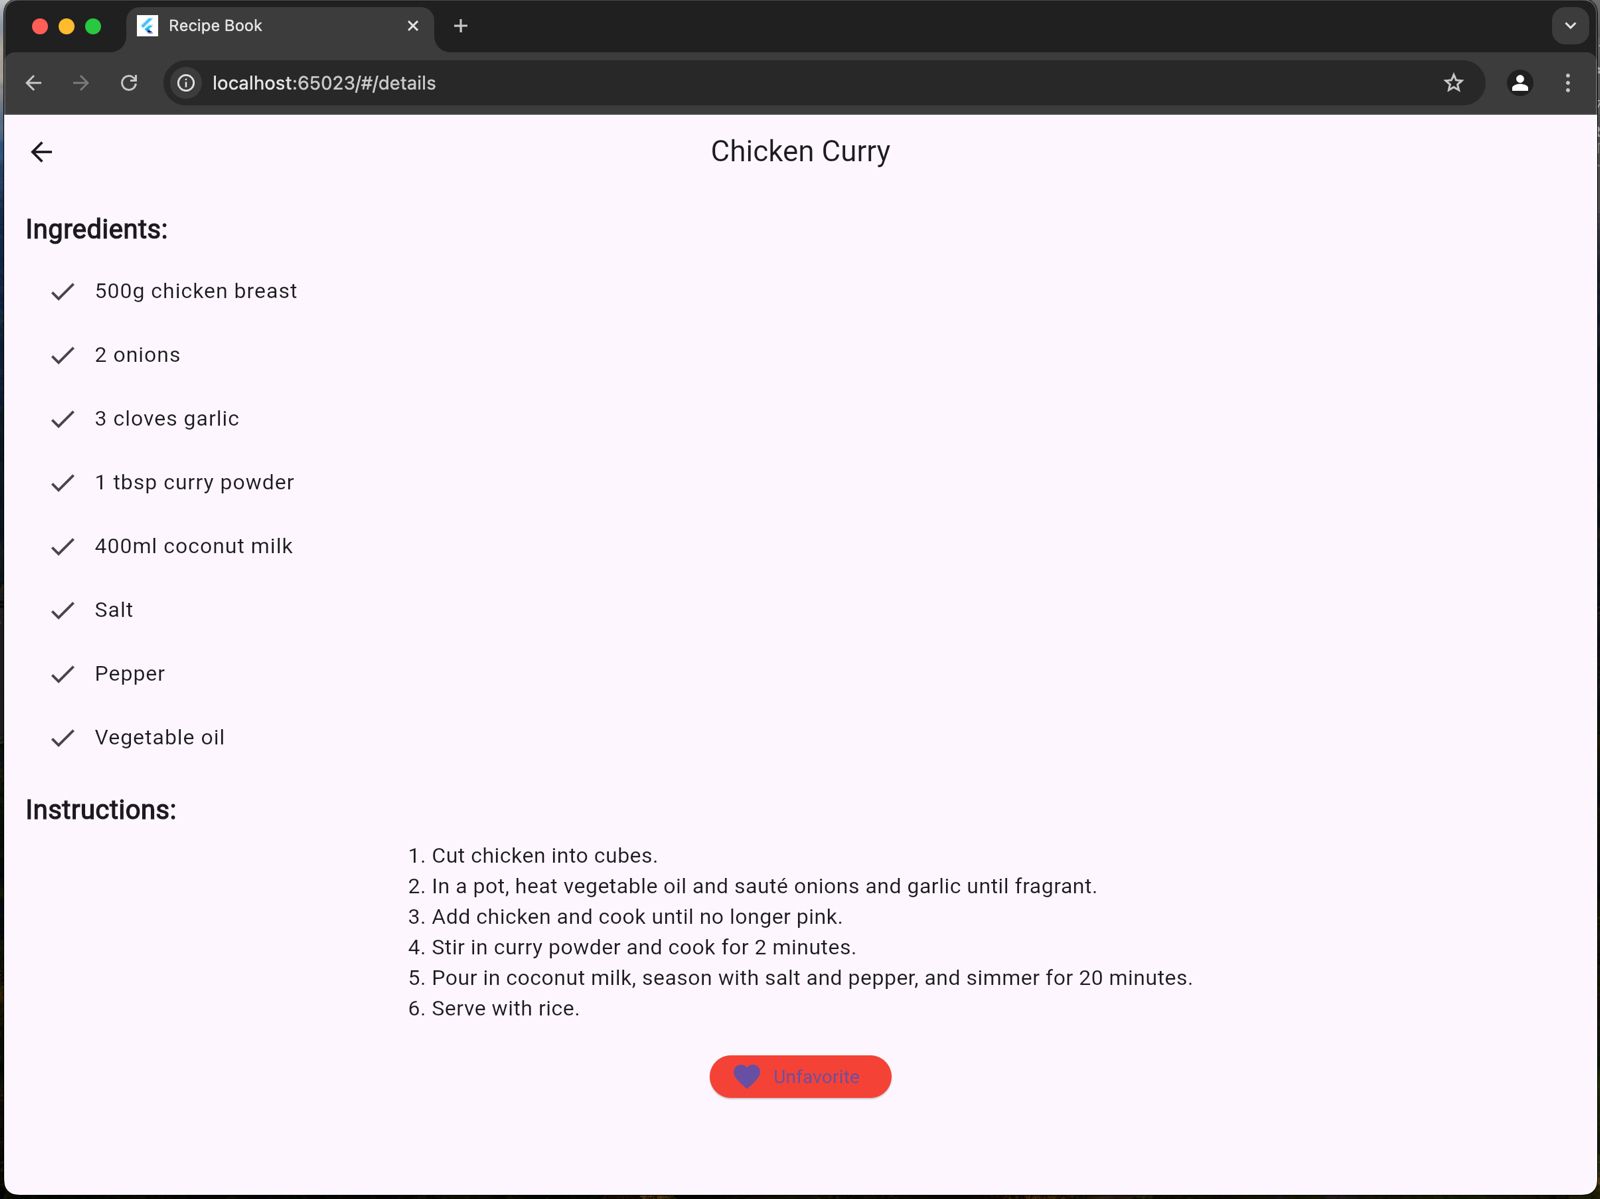 Recipe Book
localhost:65023/#/details
Chicken Curry
Ingredients:
500g chicken breast
2 onions
3 cloves garlic
1 tbsp curry powder
400ml coconut milk
Salt
Pepper
Vegetable oil
Instructions:
1. Cut chicken into cubes.
2. In a pot, heat vegetable oil and sauté onions and garlic until fragrant.
3. Add chicken and cook until no longer pink.
4. Stir in curry powder and cook for 2 minutes.
5. Pour in coconut milk, season with salt and pepper, and simmer for 20 minutes.
6. Serve with rice.
Unfavorite